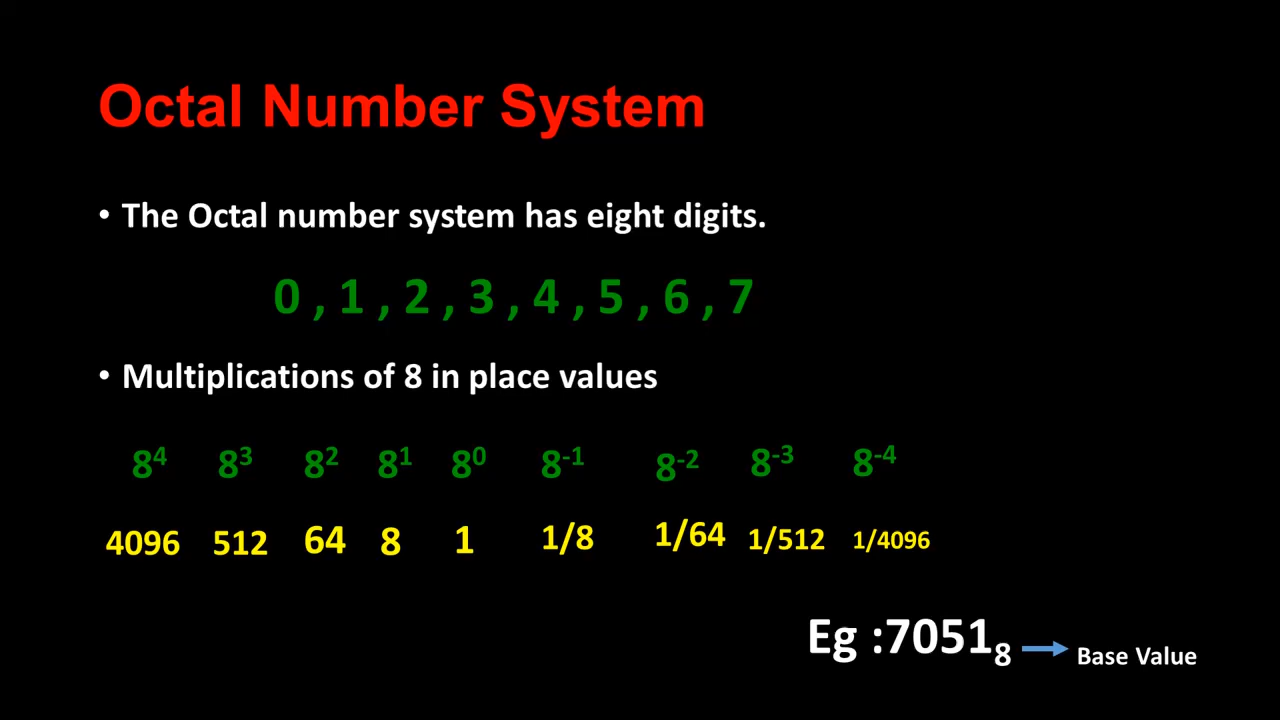 Octal Number System
• The Octal number system has eight digits.
0 , 1 , 2 , 3 , 4 , 5 , 6 , 7
• Multiplications of 8 in place values
8⁴ 8³ 8² 8¹ 8⁰ 8⁻¹ 8⁻² 8⁻³ 8⁻⁴
4096 512 64 8 1 1/8 1/64 1/512 1/4096
Eg :7051₈ Base Value